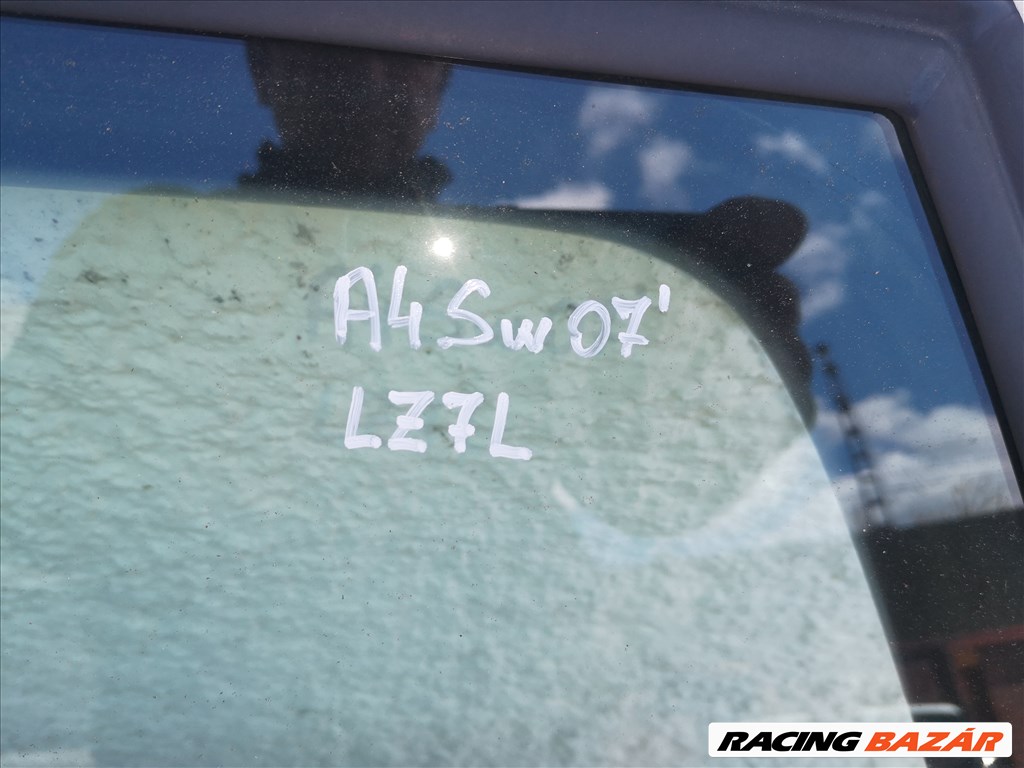 A4 SW 07'
LZ7L
RACING BAZÁR